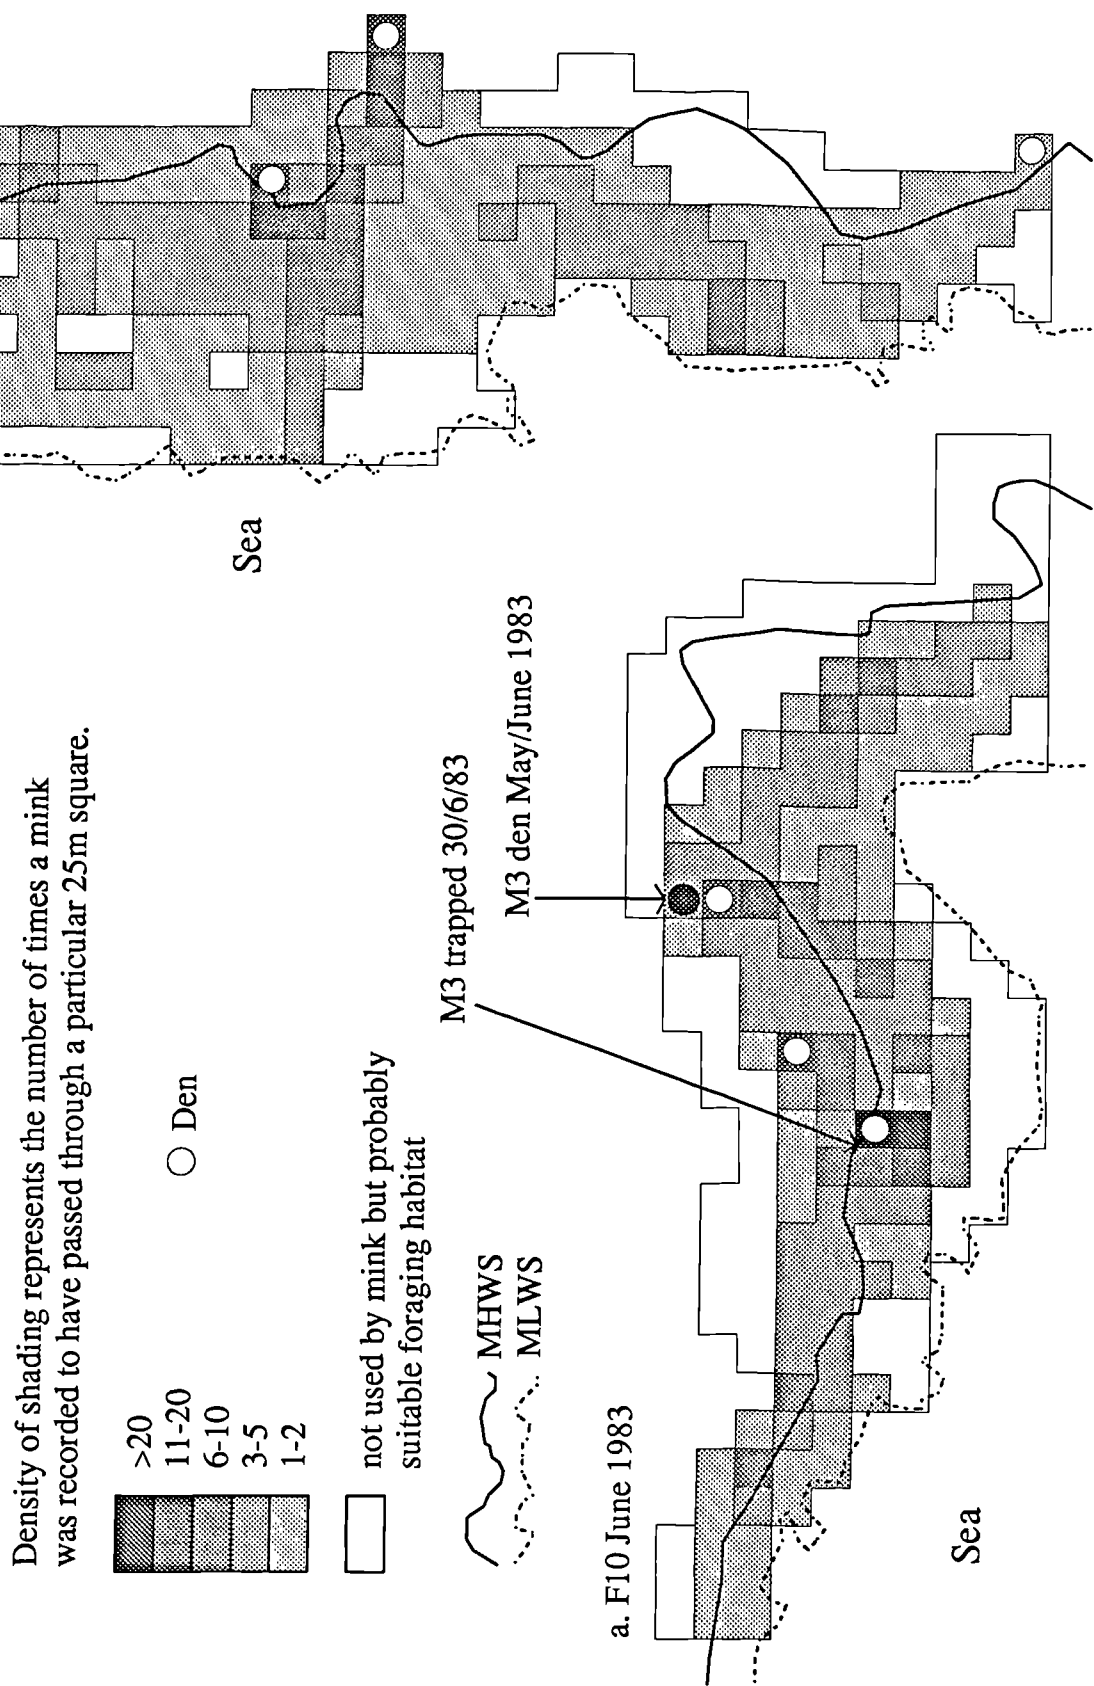 Density of shading represents the number of times a mink
was recorded to have passed through a particular 25m square.
>20
11-20
6-10
3-5
1-2
Den
not used by mink but probably
suitable foraging habitat
MHWS
MLWS
a. F10 June 1983
M3 trapped 30/6/83
M3 den May/June 1983
Sea
Sea